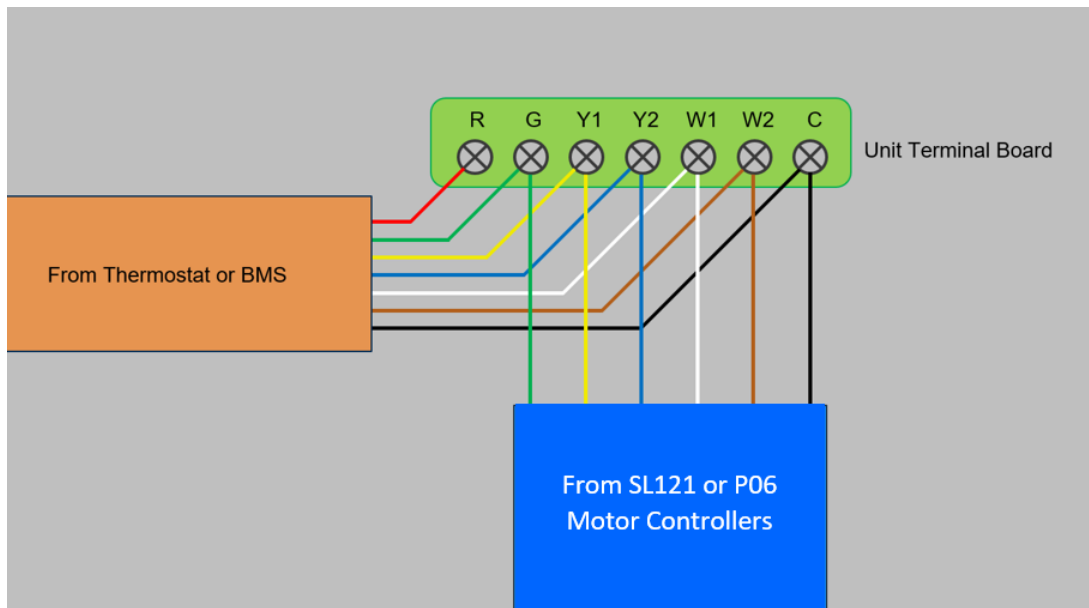 R G Y1 Y2 W1 W2 C
Unit Terminal Board
From Thermostat or BMS
From SL121 or P06
Motor Controllers